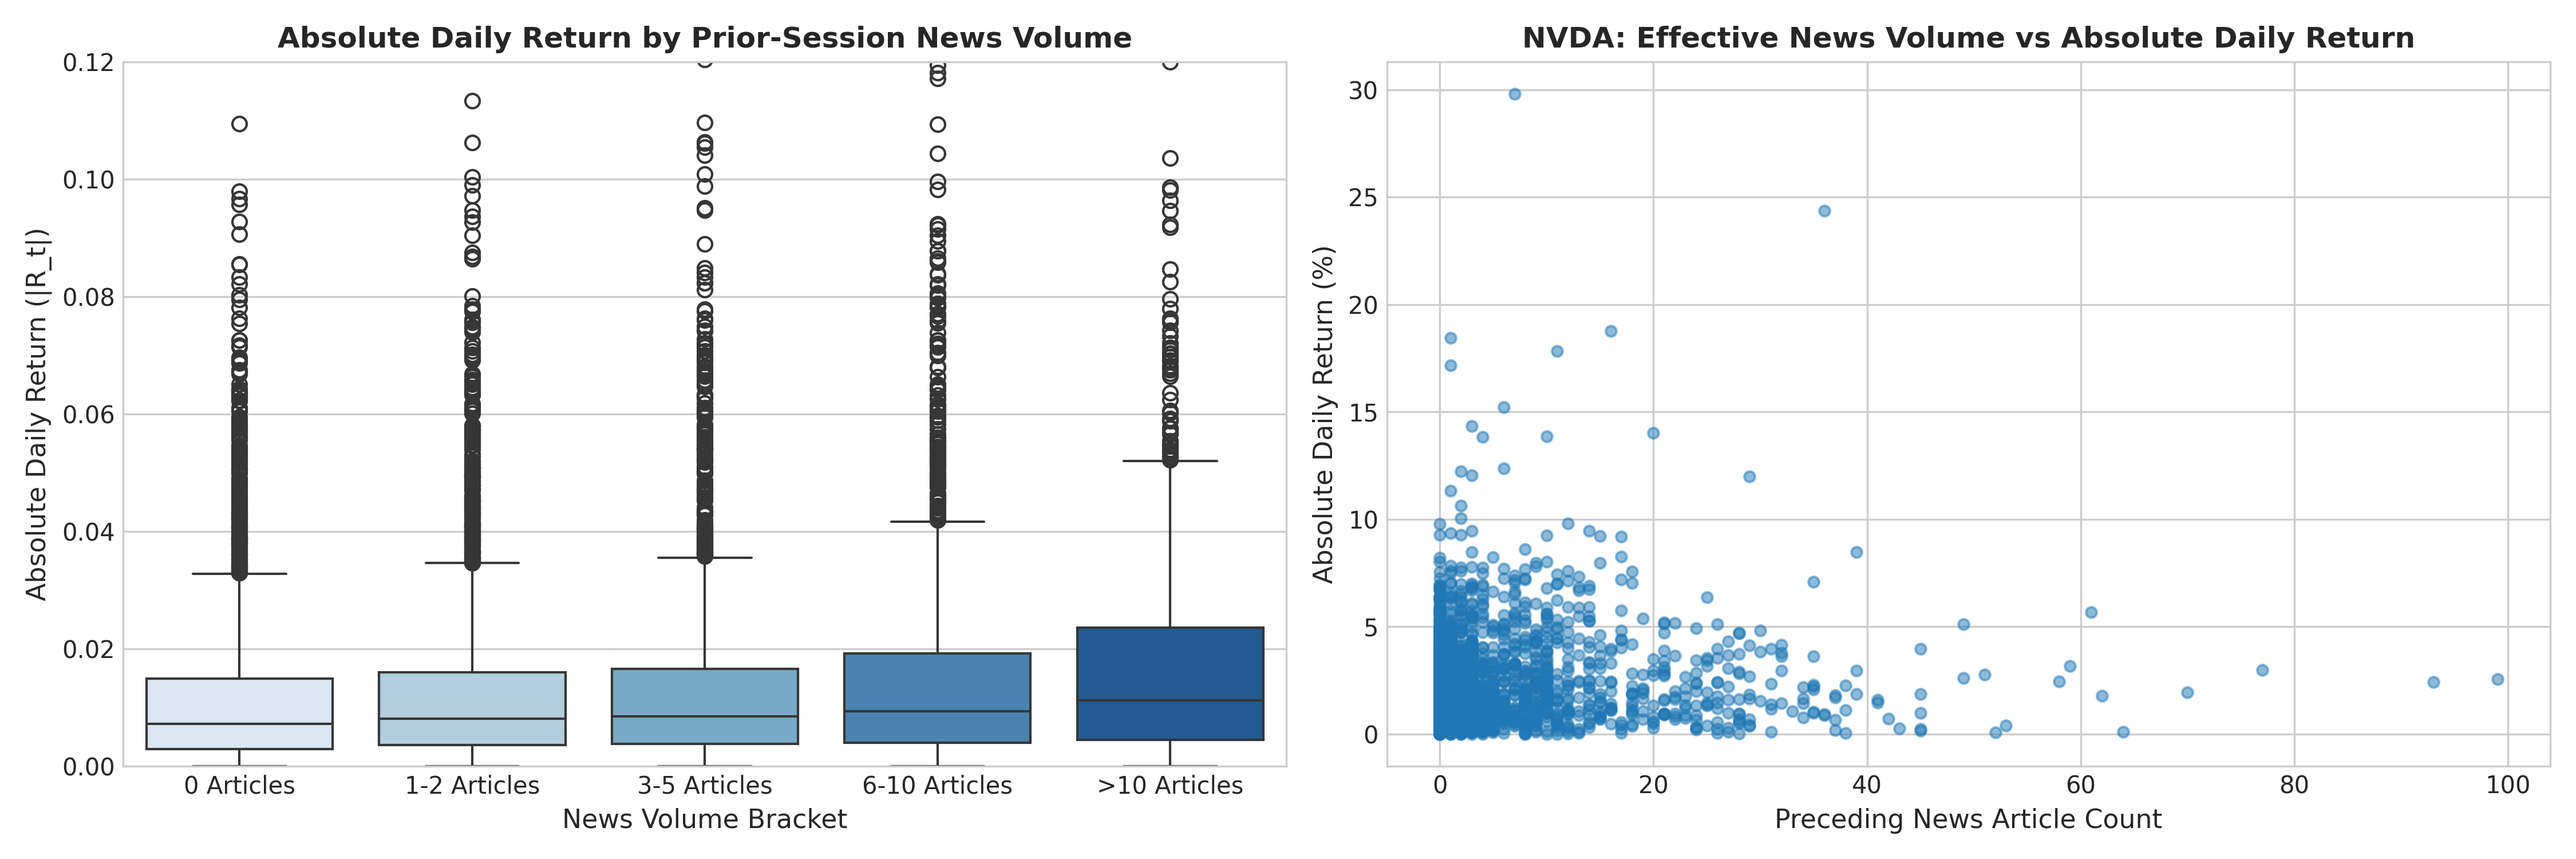 Absolute Daily Return by Prior-Session News Volume
Absolute Daily Return (|R_t|)
0.12
0.10
0.08
0.06
0.04
0.02
0.00
0 Articles
1-2 Articles
3-5 Articles
6-10 Articles
>10 Articles
News Volume Bracket
NVDA: Effective News Volume vs Absolute Daily Return
Absolute Daily Return (%)
30
25
20
15
10
5
0
0
20
40
60
80
100
Preceding News Article Count